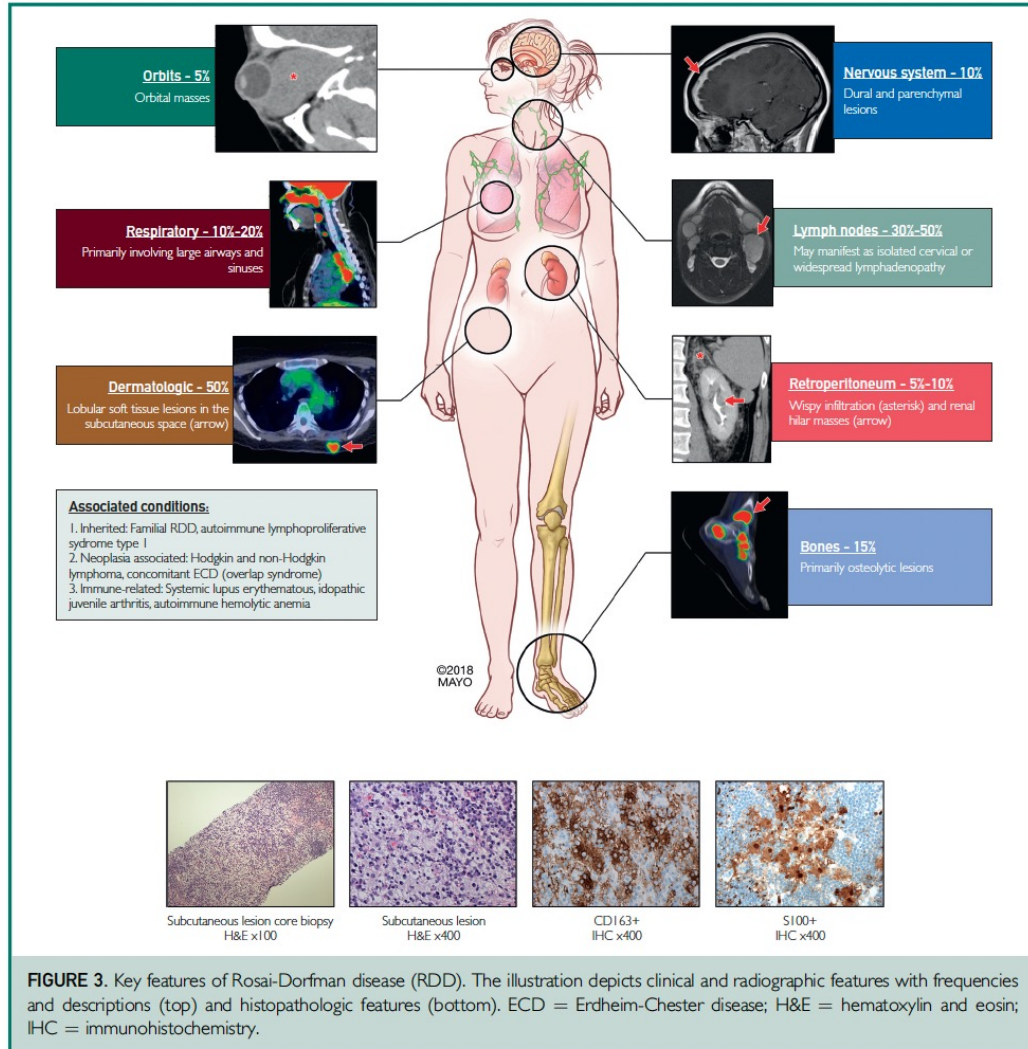 Orbits - 5%
Orbital masses
Nervous system - 10%
Dural and parenchymal
lesions
Respiratory - 10%-20%
Primarily involving large airways and
sinuses
Lymph nodes - 30%-50%
May manifest as isolated cervical or
widespread lymphadenopathy
Dermatologic - 50%
Lobular soft tissue lesions in the
subcutaneous space (arrow)
Retroperitoneum - 5%-10%
Wispy infiltration (asterisk) and renal
hilar masses (arrow)
Associated conditions:
1. Inherited: Familial RDD, autoimmune lymphoproliferative
sydrome type 1
2. Neoplasia associated: Hodgkin and non-Hodgkin
lymphoma, concomitant ECD (overlap syndrome)
3. Immune-related: Systemic lupus erythematous, idopathic
juvenile arthritis, autoimmune hemolytic anemia
Bones - 15%
Primarily osteolytic lesions
©2018
MAYO
Subcutaneous lesion core biopsy
H&E x100
Subcutaneous lesion
H&E x400
CD163+
IHC x400
S100+
IHC x400
FIGURE 3. Key features of Rosai-Dorfman disease (RDD). The illustration depicts clinical and radiographic features with frequencies
and descriptions (top) and histopathologic features (bottom). ECD = Erdheim-Chester disease; H&E = hematoxylin and eosin;
IHC = immunohistochemistry.